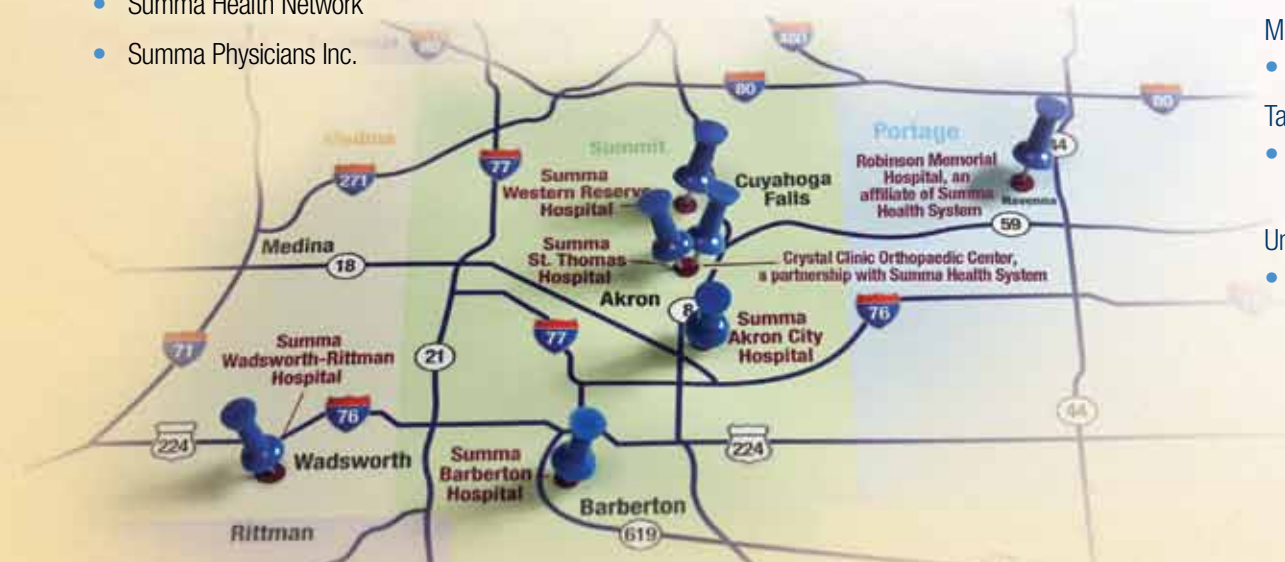 Summa Health Network
Summa Physicians Inc.
M
Ta
Un
80
480
80
80
Medina
271
77
Summit
Portage
44
Summa
Western Reserve
Hospital
Cuyahoga
Falls
Robinson Memorial
Hospital, an
affiliate of Summa
Health System
Ravenna
59
Medina
18
Summa
St. Thomas
Hospital
Crystal Clinic Orthopaedic Center,
a partnership with Summa Health System
Akron
8
76
77
Summa
Akron City
Hospital
71
Summa
Wadsworth-Rittman
Hospital
21
76
44
224
Wadsworth
Summa
Barberton
Hospital
224
Barberton
619
Rittman